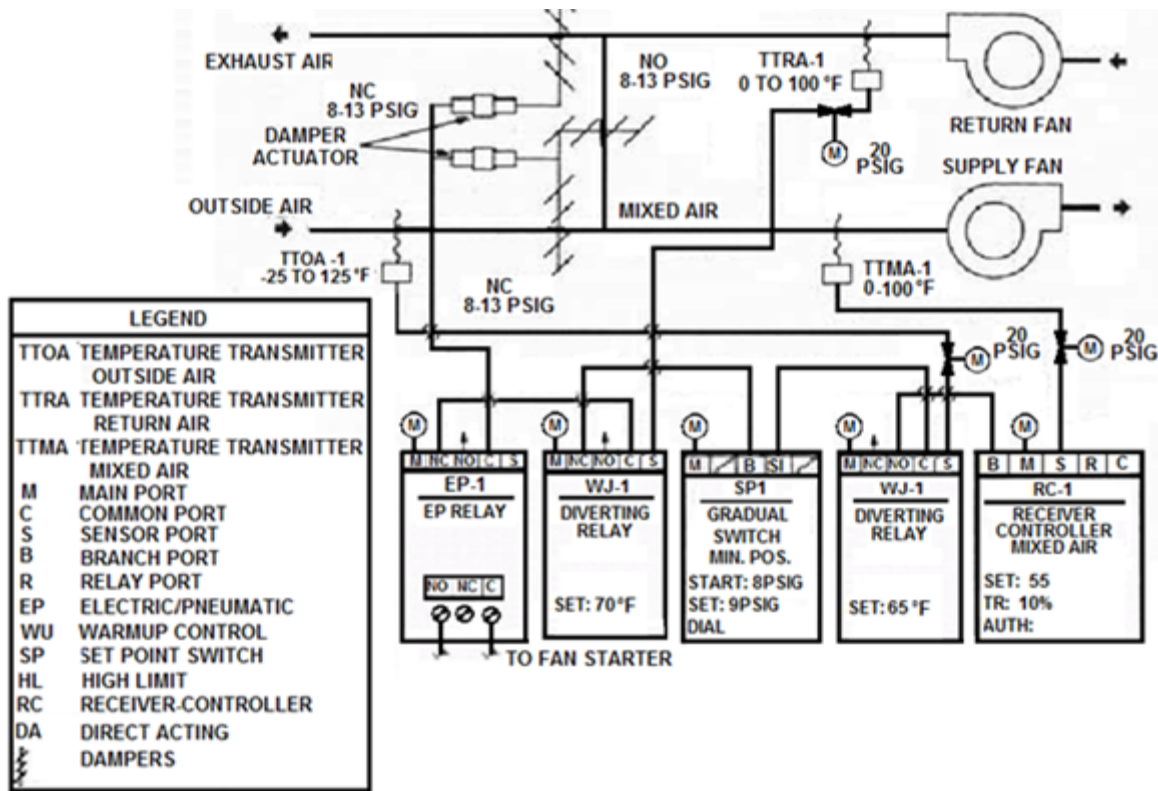 EXHAUST AIR
NO
8-13 PSIG
TTRA-1
0 TO 100 °F
NC
8-13 PSIG
DAMPER
ACTUATOR
RETURN FAN
M
20
PSIG
SUPPLY FAN
OUTSIDE AIR
MIXED AIR
TTOA -1
-25 TO 125 °F
NC
8-13 PSIG
TTMA-1
0-100°F
20
PSIG
M
20
PSIG
M
LEGEND
TTOA TEMPERATURE TRANSMITTER
OUTSIDE AIR
TTRA TEMPERATURE TRANSMITTER
RETURN AIR
TTMA TEMPERATURE TRANSMITTER
MIXED AIR
M MAIN PORT
C COMMON PORT
S SENSOR PORT
B BRANCH PORT
R RELAY PORT
EP ELECTRIC/PNEUMATIC
WU WARMUP CONTROL
SP SET POINT SWITCH
HL HIGH LIMIT
RC RECEIVER-CONTROLLER
DA DIRECT ACTING
DAMPERS
M
M NC NO C S
EP-1
EP RELAY
NO NC C
TO FAN STARTER
M
M NC NO C S
WJ-1
DIVERTING
RELAY
SET: 70°F
M
M B SI
SP1
GRADUAL
SWITCH
MIN. POS.
START: 8PSIG
SET: 9PSIG
DIAL
M
M NC NO C S
WJ-1
DIVERTING
RELAY
SET: 65°F
M
B M S R C
RC-1
RECEIVER
CONTROLLER
MIXED AIR
SET: 55
TR: 10%
AUTH: